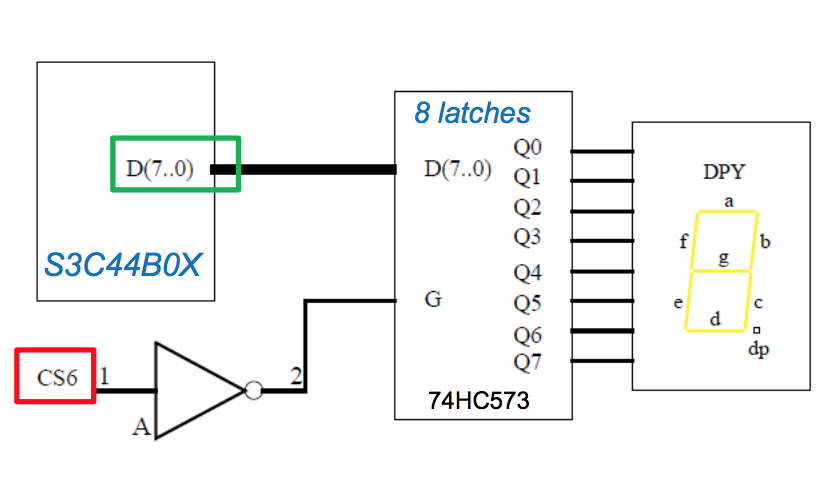 D(7..0)
S3C44B0X
CS6
1
A
2
8 latches
D(7..0)
G
Q0
Q1
Q2
Q3
Q4
Q5
Q6
Q7
74HC573
DPY
a
f
b
g
e
c
d
dp